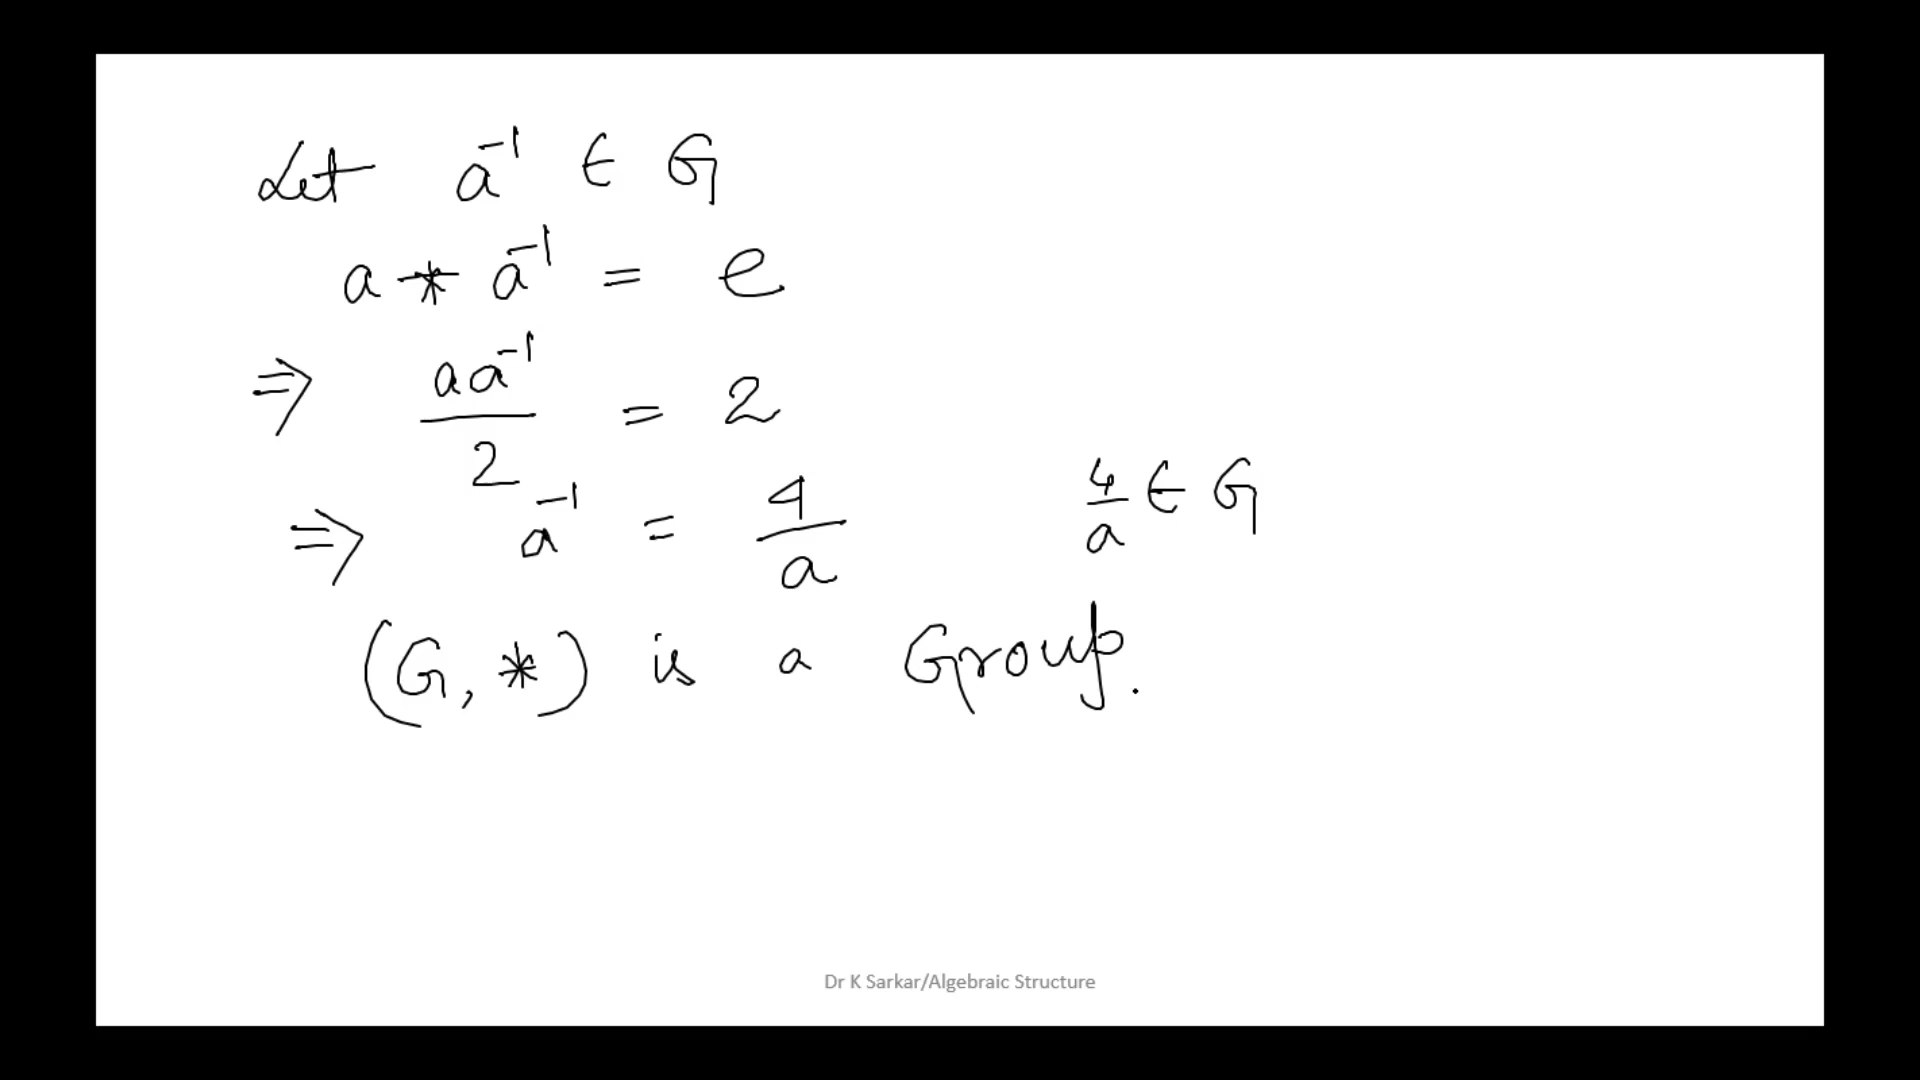 Let a⁻¹ ∈ G
a * a⁻¹ = e
⇒ aa⁻¹/2 = 2
⇒ a⁻¹ = 4/a    4/a ∈ G
(G, *) is a Group.
Dr K Sarkar/Algebraic Structure